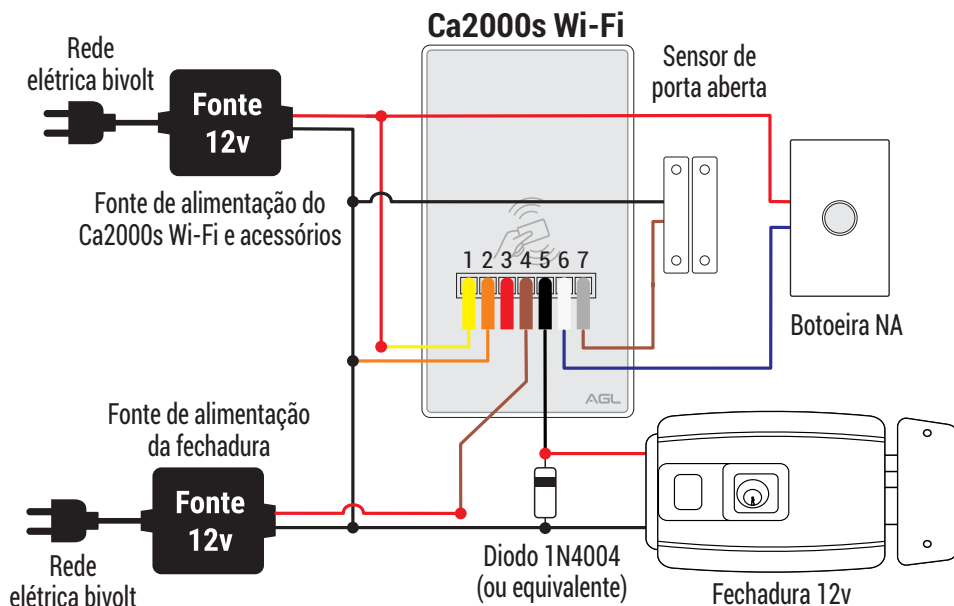 Ca2000s Wi-Fi
Rede
elétrica bivolt
Fonte
12v
Fonte de alimentação do
Ca2000s Wi-Fi e acessórios
Sensor de
porta aberta
Botoeira NA
1 2 3 4 5 6 7
AGL
Fonte de alimentação
da fechadura
Fonte
12v
Rede
elétrica bivolt
Diodo 1N4004
(ou equivalente)
Fechadura 12v